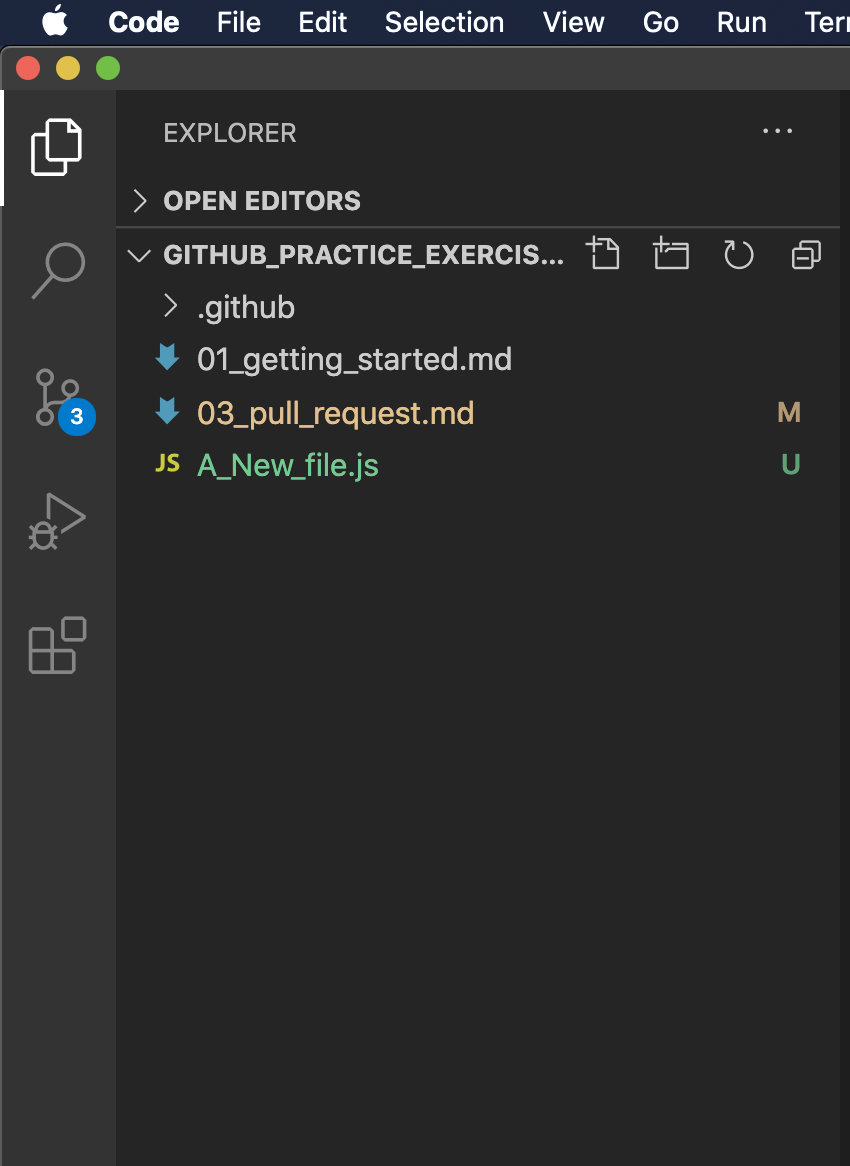 Code File Edit Selection View Go Run Ter
EXPLORER
OPEN EDITORS
GITHUB_PRACTICE_EXERCIS...
.github
01_getting_started.md
3
03_pull_request.md M
JS A_New_file.js U